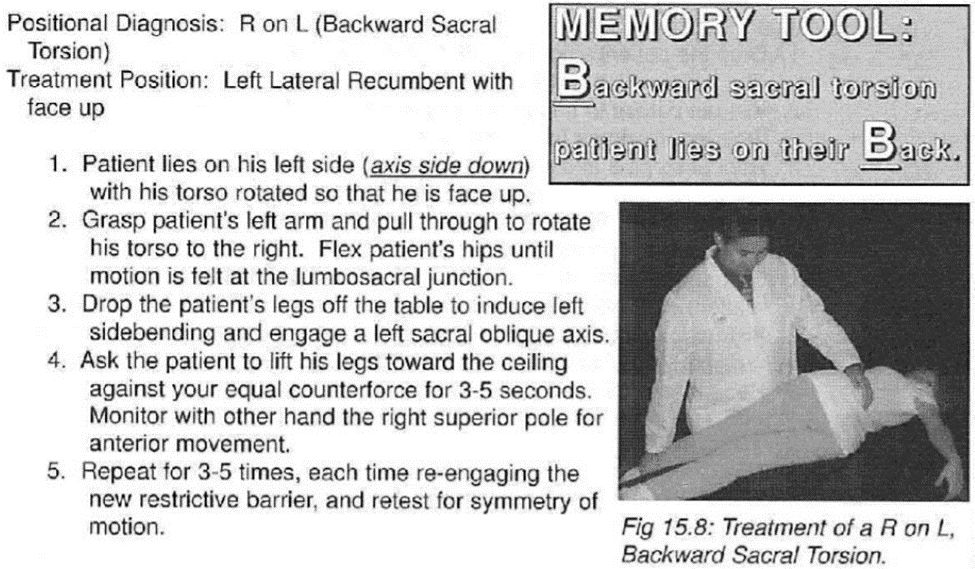 Positional Diagnosis: R on L (Backward Sacral
Torsion)
Treatment Position: Left Lateral Recumbent with
face up
MEMORY TOOL:
Backward sacral torsion
patient lies on their Back.
1. Patient lies on his left side (axis side down)
with his torso rotated so that he is face up.
2. Grasp patient's left arm and pull through to rotate
his torso to the right. Flex patient's hips until
motion is felt at the lumbosacral junction.
3. Drop the patient's legs off the table to induce left
sidebending and engage a left sacral oblique axis.
4. Ask the patient to lift his legs toward the ceiling
against your equal counterforce for 3-5 seconds.
Monitor with other hand the right superior pole for
anterior movement.
5. Repeat for 3-5 times, each time re-engaging the
new restrictive barrier, and retest for symmetry of
motion.
Fig 15.8: Treatment of a R on L,
Backward Sacral Torsion.